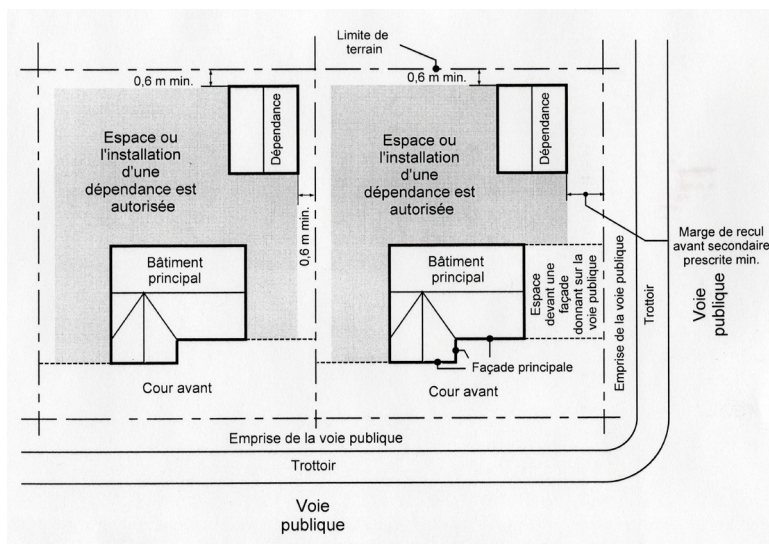 Limite de
terrain
0,6 m min.
0,6 m min.
Dépendance
Dépendance
Espace ou
l'installation
d'une
dépendance est
autorisée
Espace ou
l'installation
d'une
dépendance est
autorisée
0,6 m min.
Marge de recul
avant secondaire
prescrite min.
Bâtiment
principal
Bâtiment
principal
Espace
devant une
façade
donnant sur la
voie publique
Emprise de la voie publique
Trottoir
Voie
publique
Façade principale
Cour avant
Cour avant
Emprise de la voie publique
Trottoir
Voie
publique